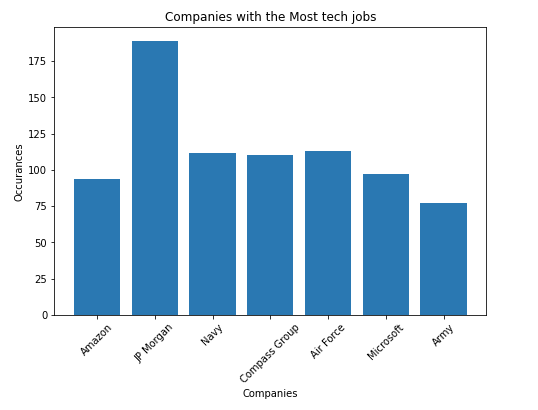 Companies with the Most tech jobs
175
150
125
100
75
50
25
0
Occurances
Amazon
JP Morgan
Navy
Compass Group
Air Force
Microsoft
Army
Companies